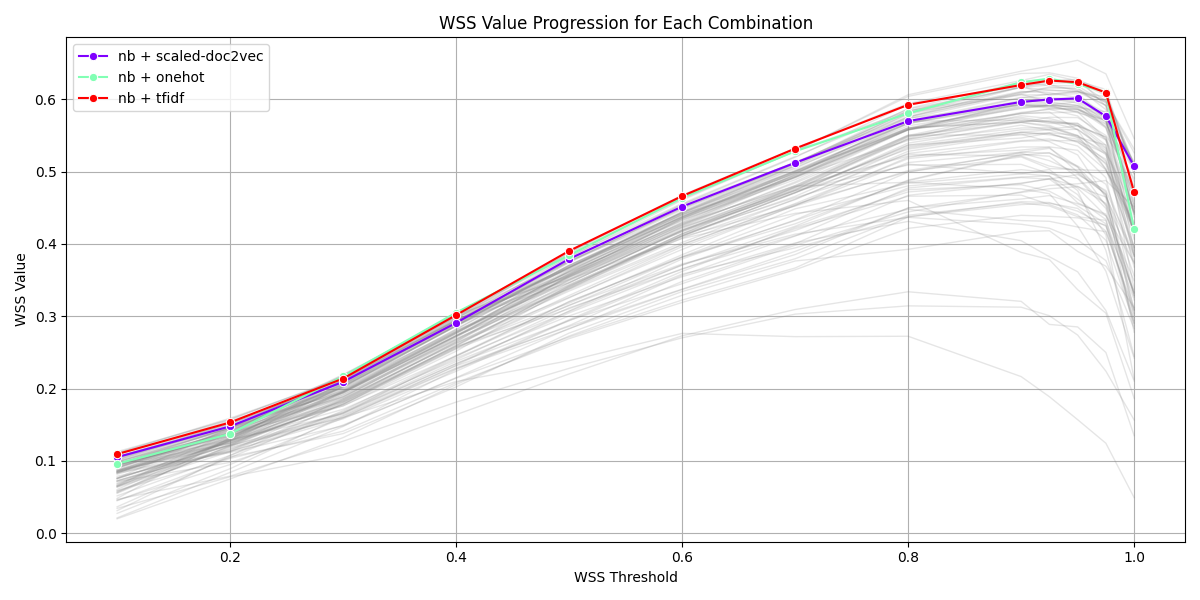 WSS Value Progression for Each Combination
nb + scaled-doc2vec
nb + onehot
nb + tfidf
WSS Value
0.6
0.5
0.4
0.3
0.2
0.1
0.0
0.2 0.4 0.6 0.8 1.0
WSS Threshold